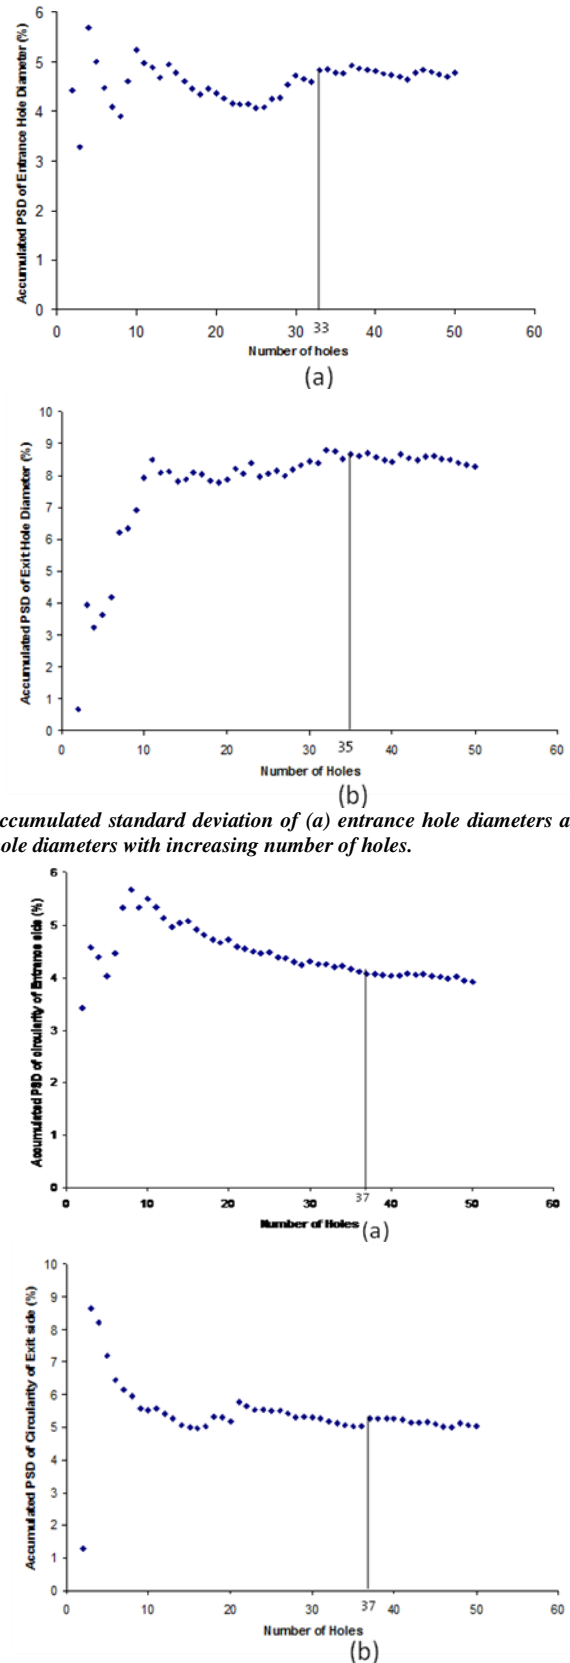 Accumulated PSD of Entrance Hole Diameter (%)
6
5
4
3
2
1
0
0 10 20 30 33 40 50 60
Number of holes
(a)
Accumulated PSD of Exit Hole Diameter (%)
10
9
8
7
6
5
4
3
2
1
0
0 10 20 30 35 40 50 60
Number of Holes
(b)
ccumulated standard deviation of (a) entrance hole diameters a
ole diameters with increasing number of holes.
Accumulated PSD of circularity of Entrance side (%)
6
5
4
3
2
1
0
0 10 20 30 37 40 50 60
Number of Holes
(a)
Accumulated PSD of Circularity of Exit side (%)
10
9
8
7
6
5
4
3
2
1
0
0 10 20 30 37 40 50 60
Number of Holes
(b)